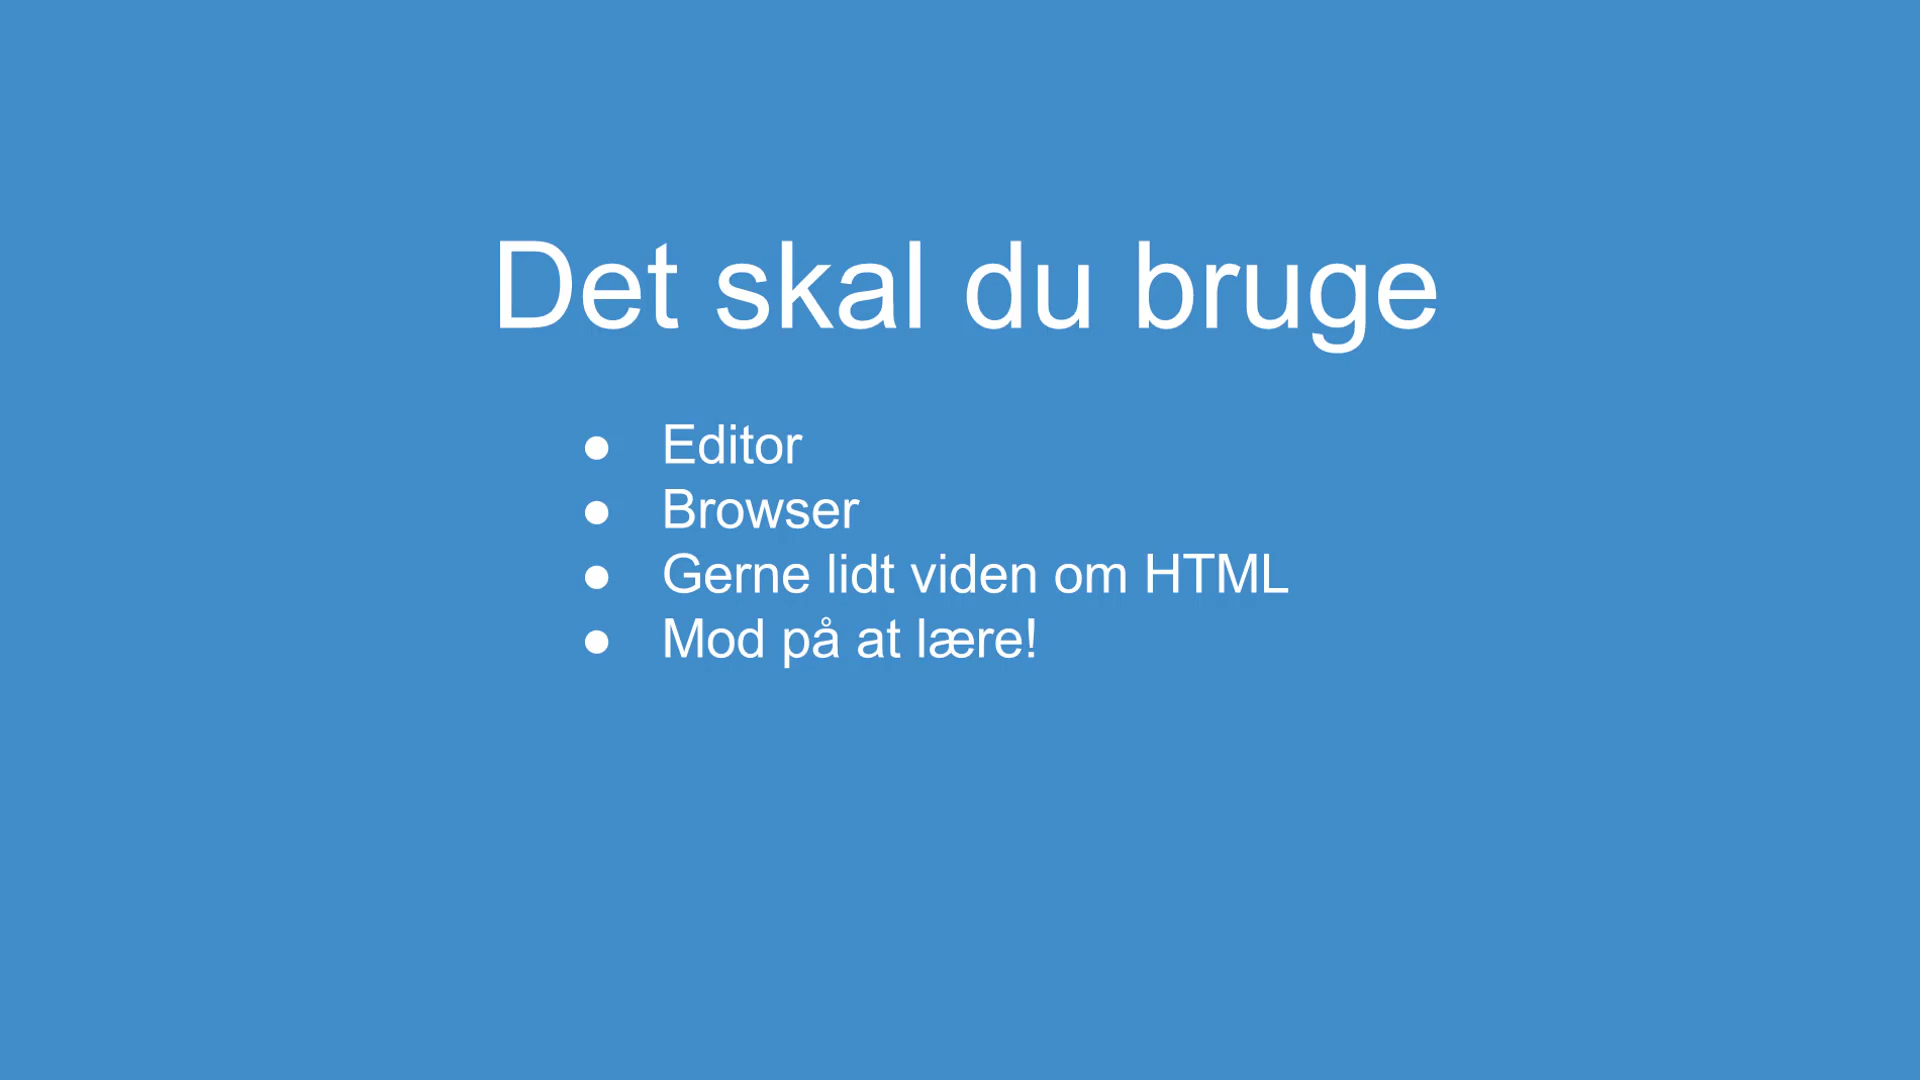 Det skal du bruge
● Editor
● Browser
● Gerne lidt viden om HTML
● Mod på at lære!